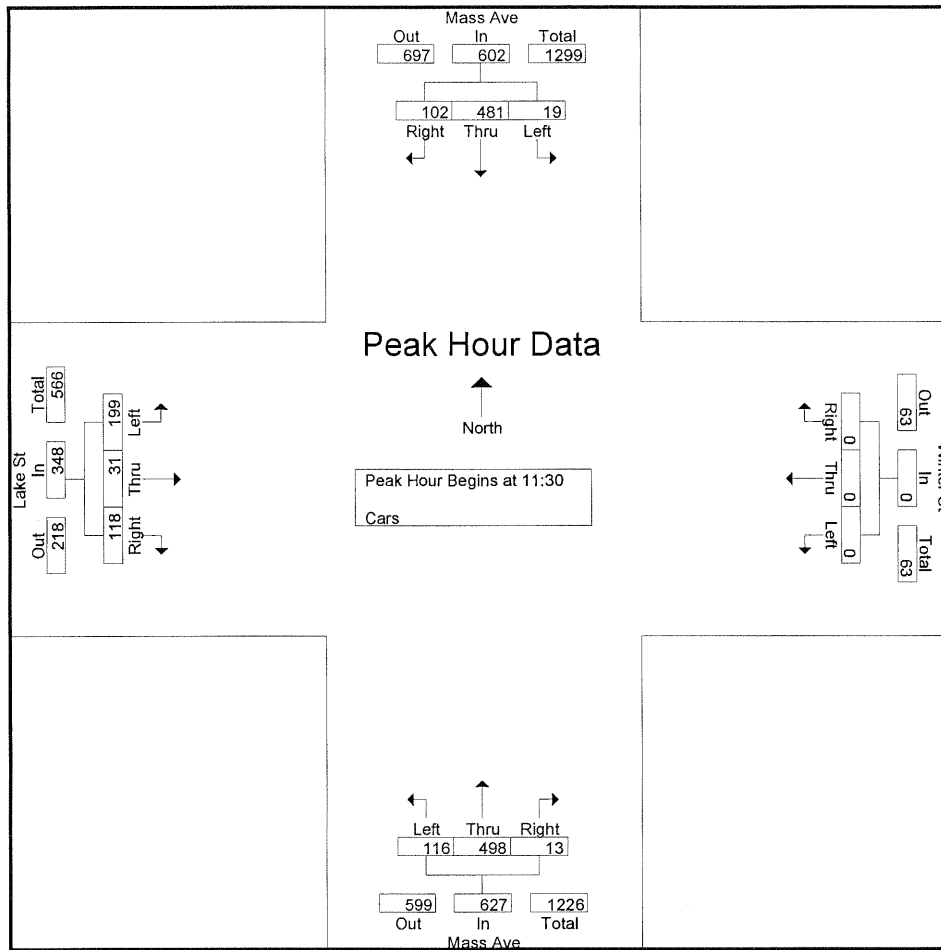 Mass Ave
Out In Total
697 602 1299
102 481 19
Right Thru Left
Peak Hour Data
North
Peak Hour Begins at 11:30
Cars
Lake St
Total In Out
566 348 218
199 31 118
Left Thru Right
Right Thru Left
0 0 0
63 0 63
Out In Total
Left Thru Right
116 498 13
599 627 1226
Out In Total
Mass Ave